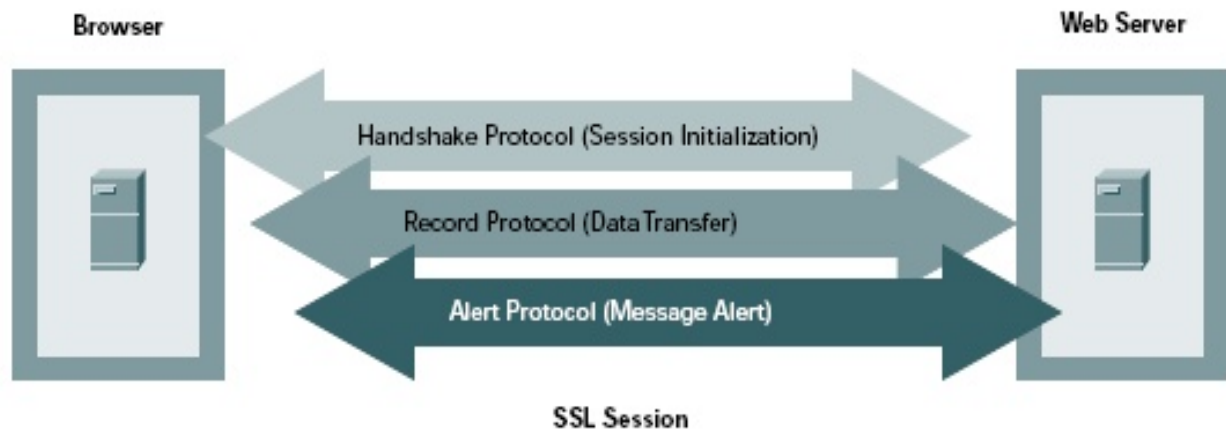 Browser
Web Server
Handshake Protocol (Session Initialization)
Record Protocol (Data Transfer)
Alert Protocol (Message Alert)
SSL Session